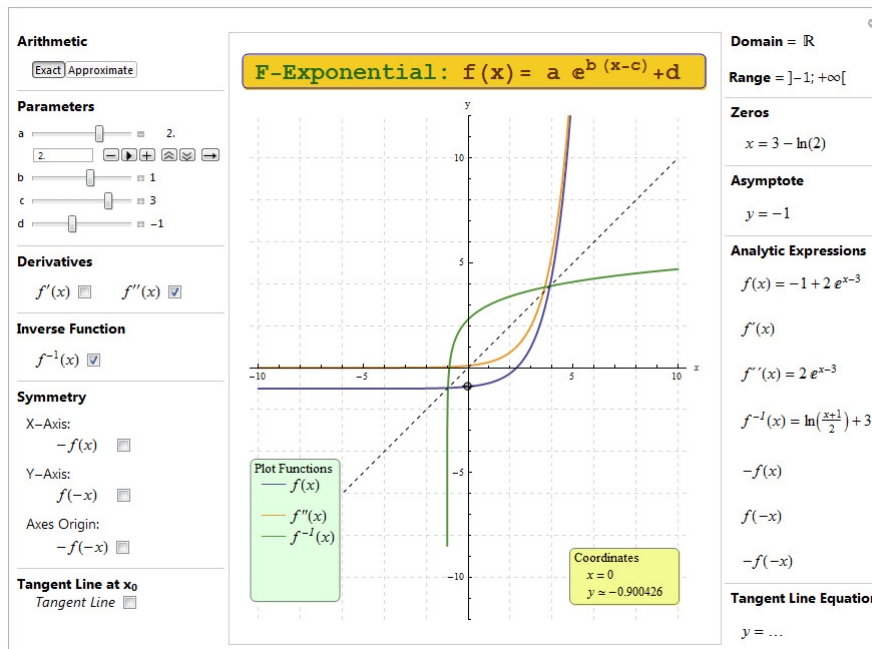 Arithmetic
Exact Approximate
Parameters
a 2.
2.
b 1
c 3
d −1
Derivatives
f′(x) f″(x)
Inverse Function
f⁻¹(x)
Symmetry
X−Axis:
−f(x)
Y−Axis:
f(−x)
Axes Origin:
−f(−x)
Tangent Line at x₀
Tangent Line
F-Exponential: f(x)= a e^(b (x-c))+d
y
10
5
-10 -5 5 10 x
-5
-10
Plot Functions
f(x)
f″(x)
f⁻¹(x)
Coordinates
x = 0
y ≃ −0.900426
Domain = ℝ
Range = ]−1; +∞[
Zeros
x = 3 − ln(2)
Asymptote
y = −1
Analytic Expressions
f(x) = −1 + 2 e^(x−3)
f′(x)
f′′(x) = 2 e^(x−3)
f⁻¹(x) = ln((x+1)/2) + 3
−f(x)
f(−x)
−f(−x)
Tangent Line Equation
y = ...